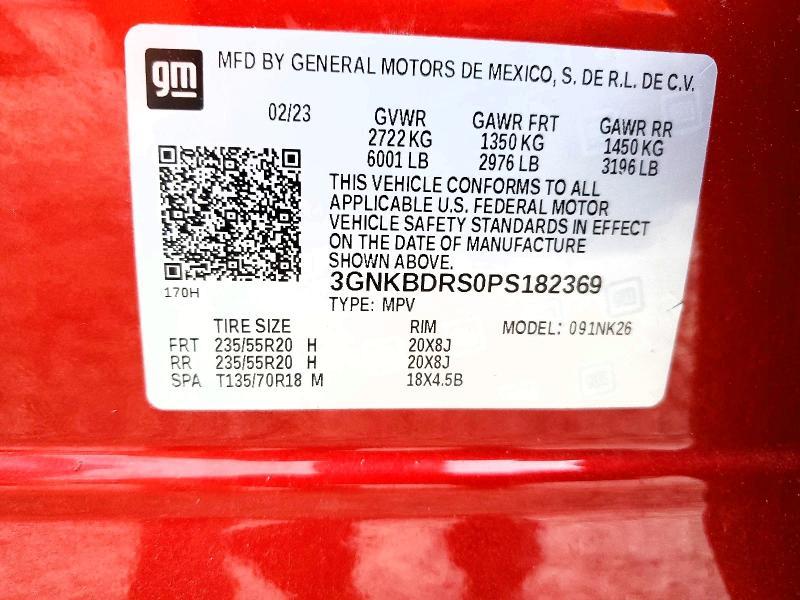 gm
MFD BY GENERAL MOTORS DE MEXICO, S. DE R.L. DE C.V.
02/23 GVWR GAWR FRT GAWR RR
2722 KG 1350 KG 1450 KG
6001 LB 2976 LB 3196 LB
THIS VEHICLE CONFORMS TO ALL
APPLICABLE U.S. FEDERAL MOTOR
VEHICLE SAFETY STANDARDS IN EFFECT
ON THE DATE OF MANUFACTURE
SHOWN ABOVE.
170H
3GNKBDRS0PS182369
TYPE: MPV
TIRE SIZE RIM MODEL: 091NK26
FRT 235/55R20 H 20X8J
RR 235/55R20 H 20X8J
SPA T135/70R18 M 18X4.5B